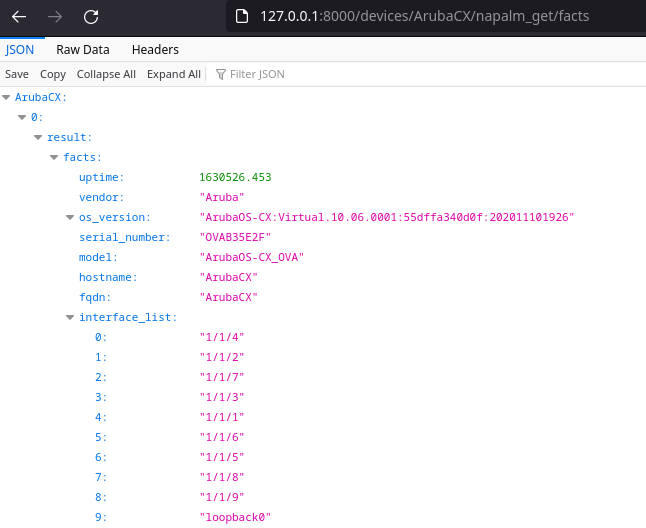 127.0.0.1:8000/devices/ArubaCX/napalm_get/facts
JSON Raw Data Headers
Save Copy Collapse All Expand All Filter JSON
ArubaCX:
0:
result:
facts:
uptime: 1630526.453
vendor: "Aruba"
os_version: "ArubaOS-CX:Virtual.10.06.0001:55dffa340d0f:202011101926"
serial_number: "OVAB35E2F"
model: "ArubaOS-CX_OVA"
hostname: "ArubaCX"
fqdn: "ArubaCX"
interface_list:
0: "1/1/4"
1: "1/1/2"
2: "1/1/7"
3: "1/1/3"
4: "1/1/1"
5: "1/1/6"
6: "1/1/5"
7: "1/1/8"
8: "1/1/9"
9: "loopback0"